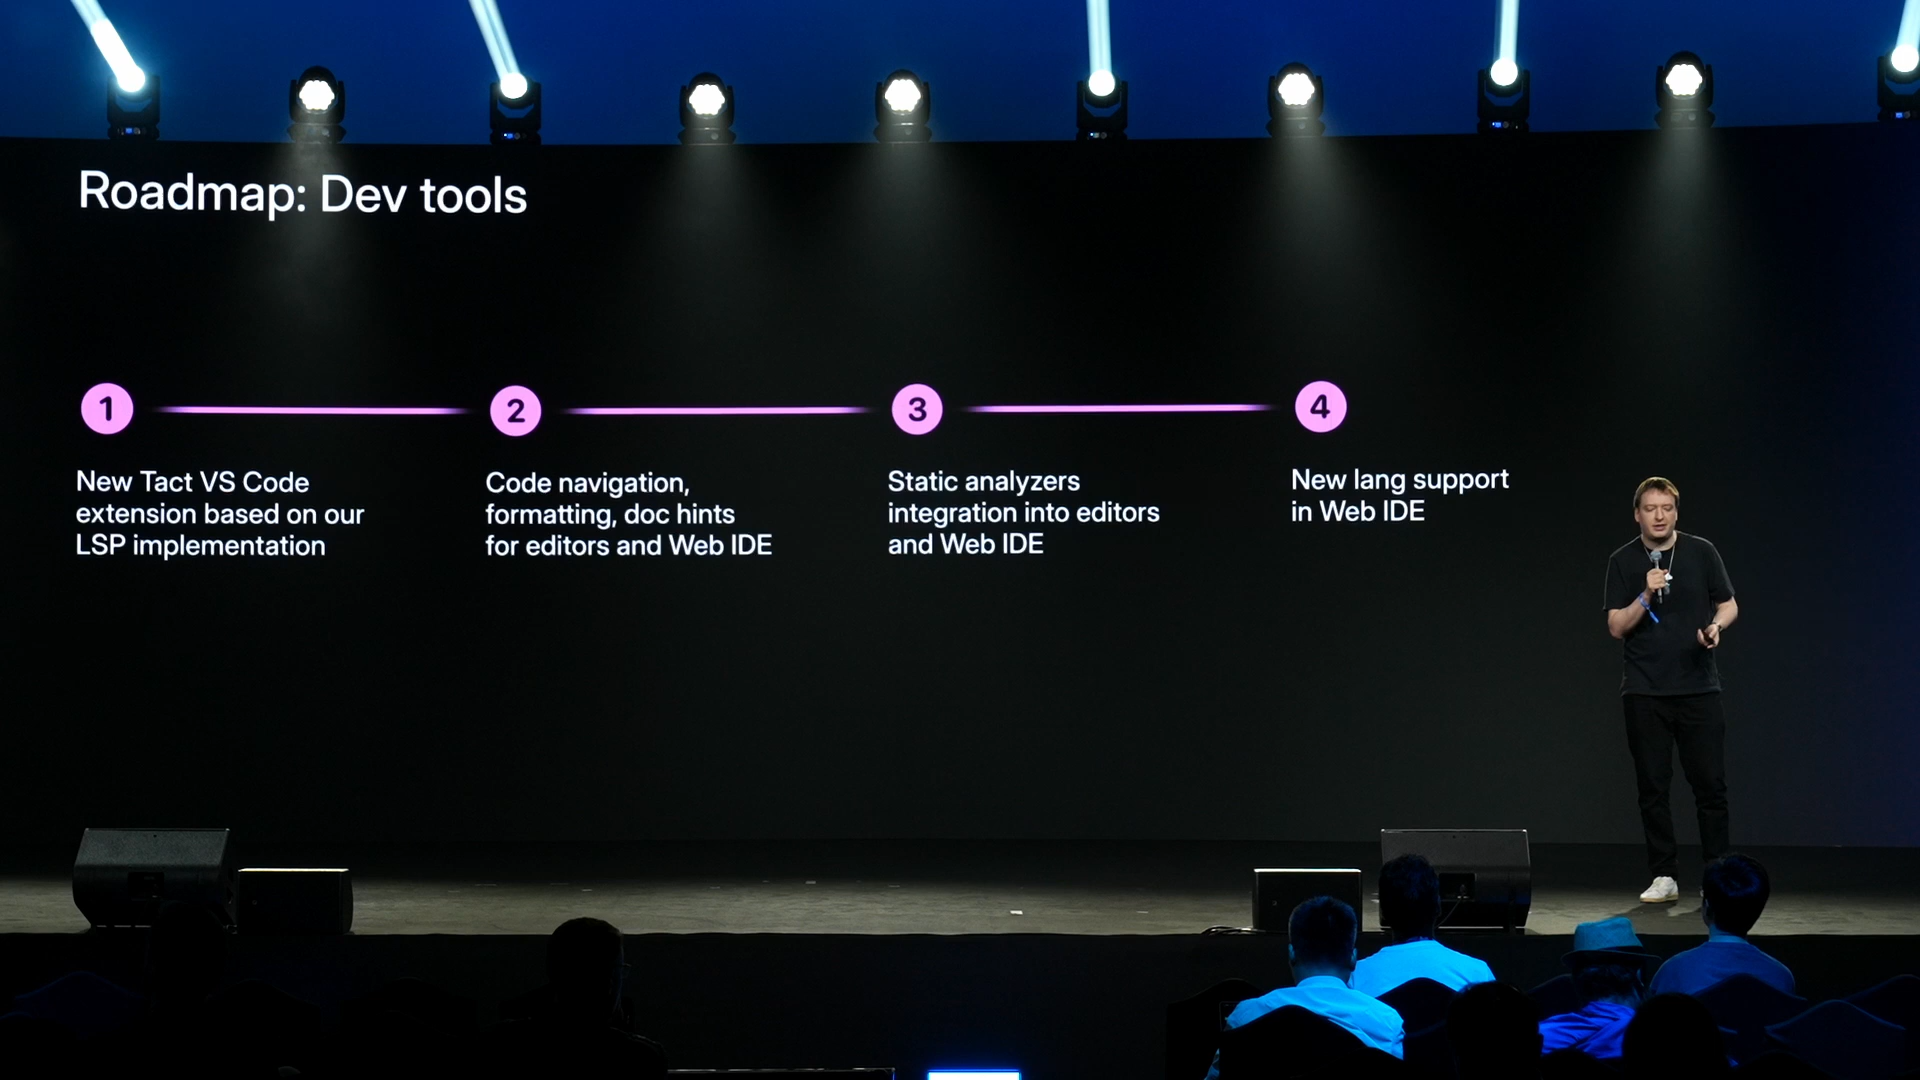 Roadmap: Dev tools
1
New Tact VS Code
extension based on our
LSP implementation
2
Code navigation,
formatting, doc hints
for editors and Web IDE
3
Static analyzers
integration into editors
and Web IDE
4
New lang support
in Web IDE